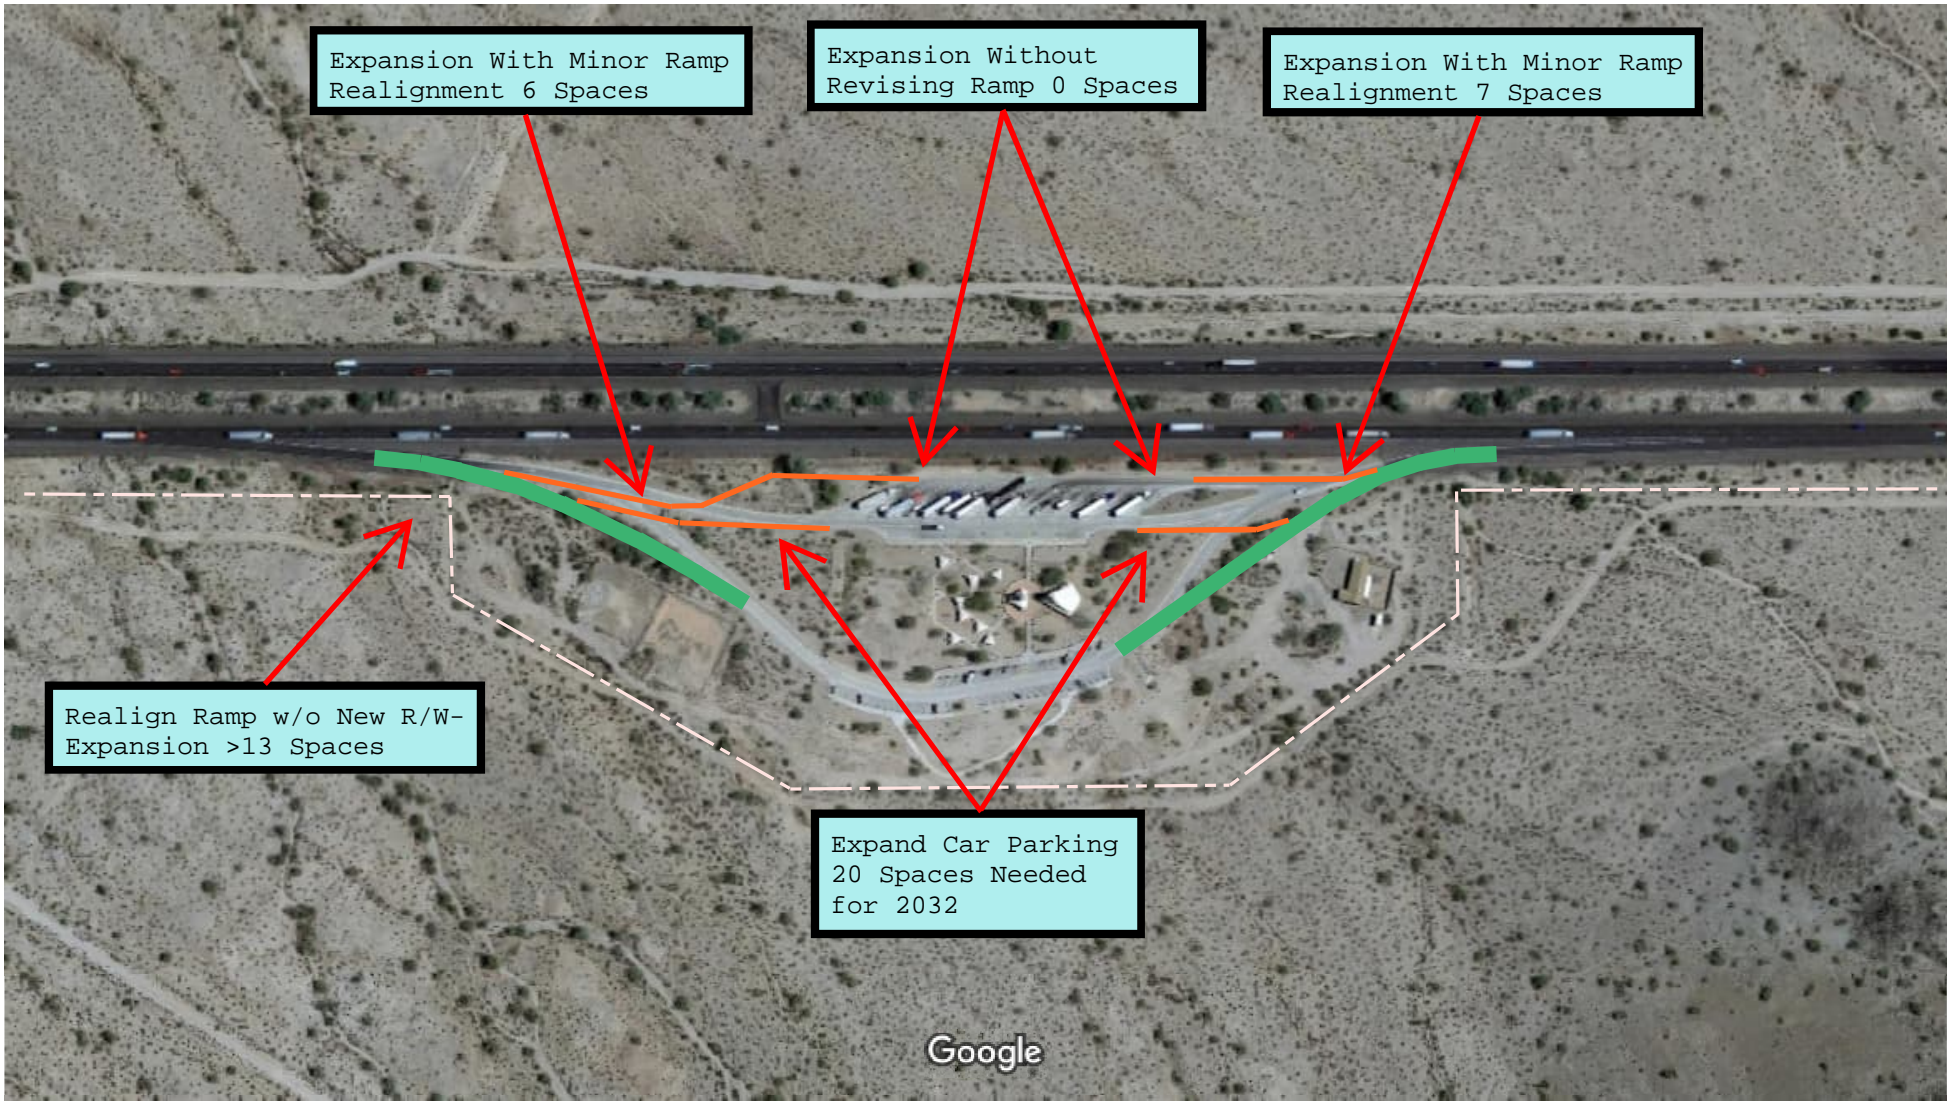 Expansion With Minor Ramp
Realignment 6 Spaces
Expansion Without
Revising Ramp 0 Spaces
Expansion With Minor Ramp
Realignment 7 Spaces
Realign Ramp w/o New R/W-
Expansion >13 Spaces
Expand Car Parking
20 Spaces Needed
for 2032
Google